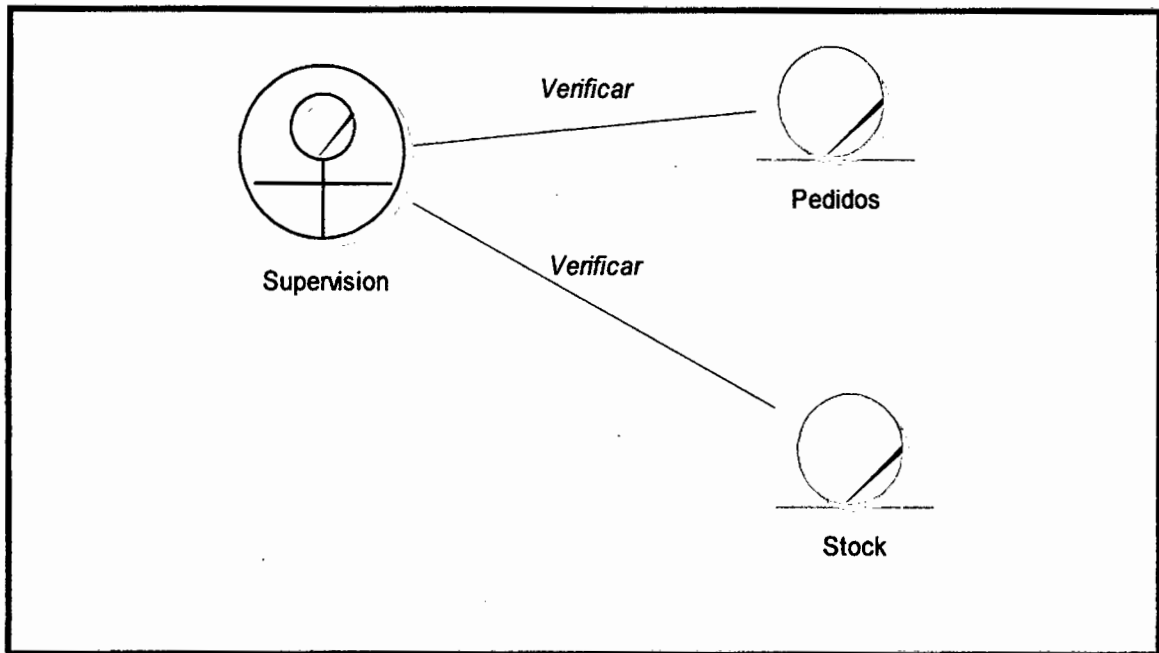 Verificar
Pedidos
Supervision
Verificar
Stock